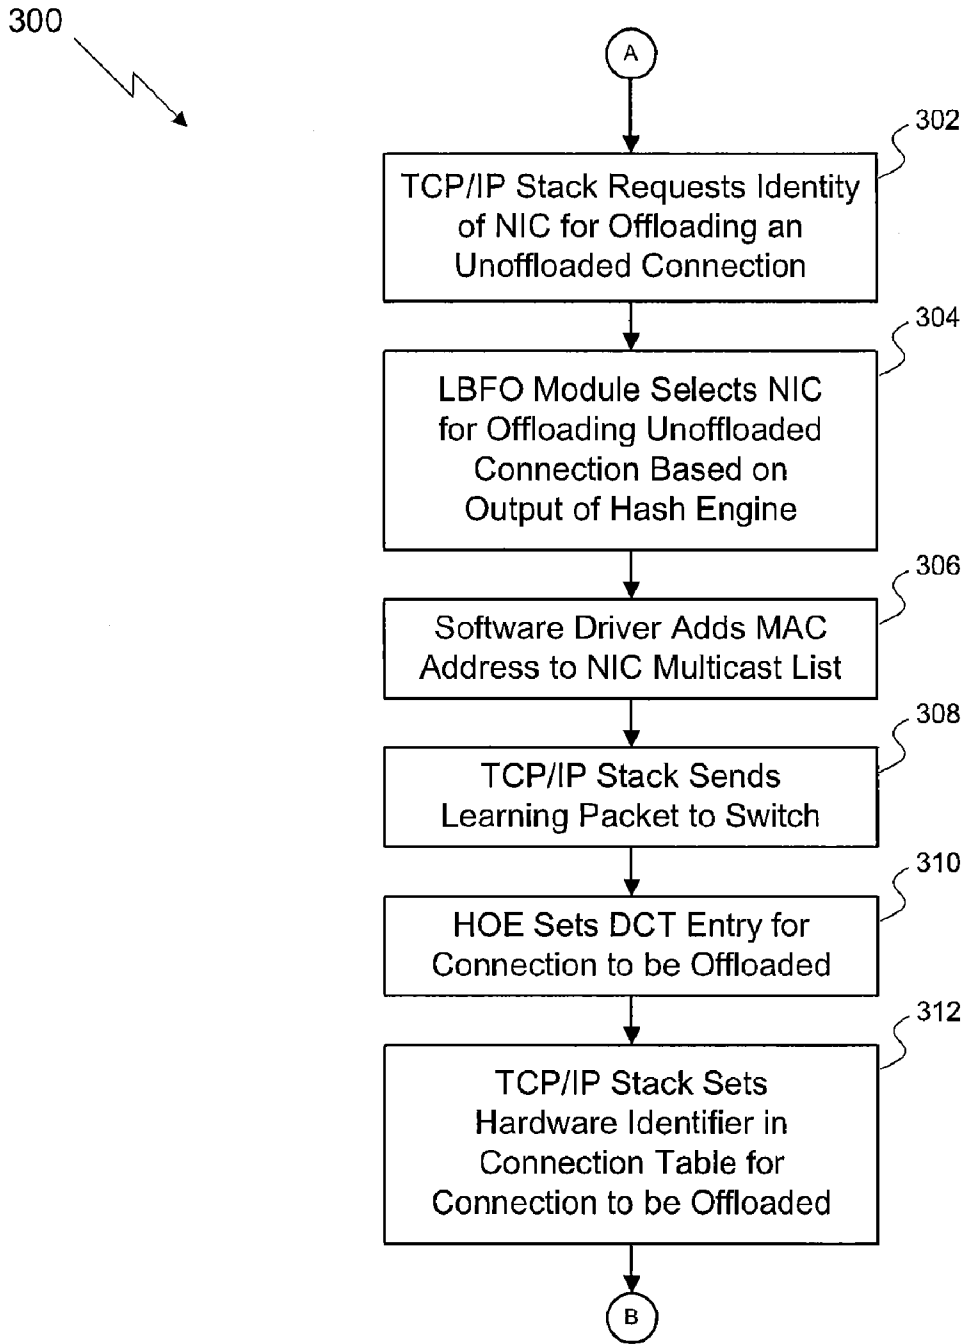 300
A
302
TCP/IP Stack Requests Identity
of NIC for Offloading an
Unoffloaded Connection
304
LBFO Module Selects NIC
for Offloading Unoffloaded
Connection Based on
Output of Hash Engine
306
Software Driver Adds MAC
Address to NIC Multicast List
308
TCP/IP Stack Sends
Learning Packet to Switch
310
HOE Sets DCT Entry for
Connection to be Offloaded
312
TCP/IP Stack Sets
Hardware Identifier in
Connection Table for
Connection to be Offloaded
B